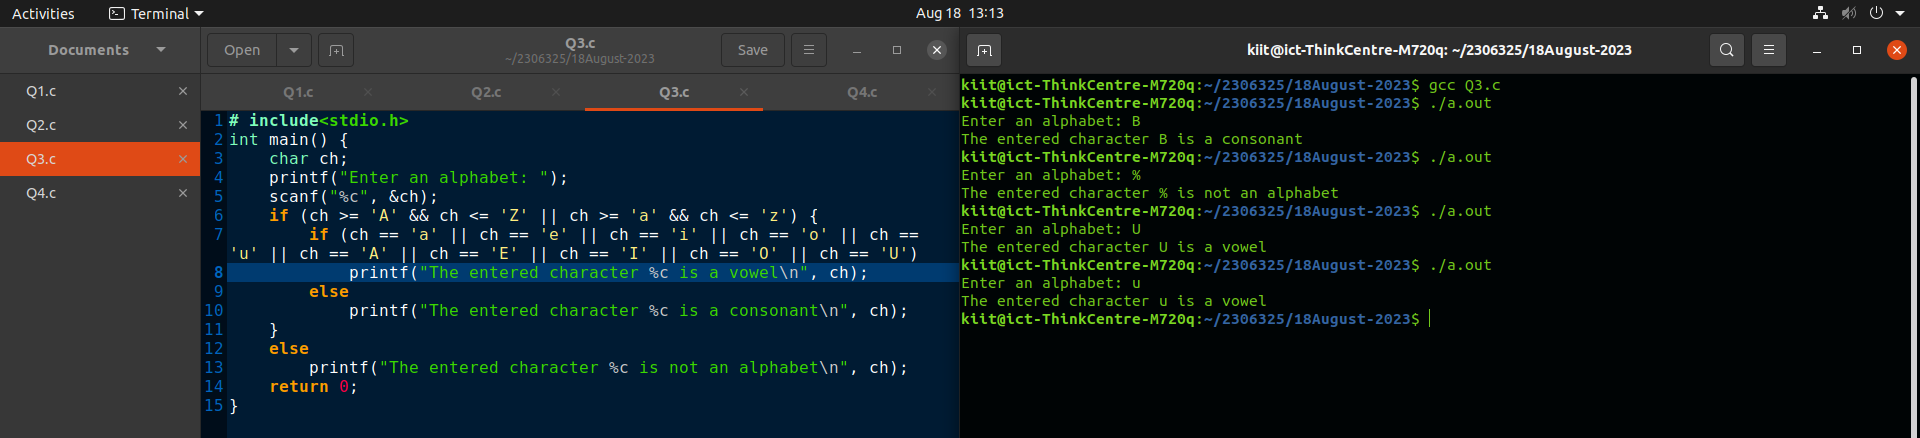 Activities
Terminal
Aug 18 13:13
Documents
Q1.c
Q2.c
Q3.c
Q4.c
Open
Q3.c
~/2306325/18August-2023
Save
Q1.c
Q2.c
Q3.c
Q4.c
1 # include<stdio.h>
2 int main() {
3     char ch;
4     printf("Enter an alphabet: ");
5     scanf("%c", &ch);
6     if (ch >= 'A' && ch <= 'Z' || ch >= 'a' && ch <= 'z') {
7         if (ch == 'a' || ch == 'e' || ch == 'i' || ch == 'o' || ch ==
'u' || ch == 'A' || ch == 'E' || ch == 'I' || ch == 'O' || ch == 'U')
8             printf("The entered character %c is a vowel\n", ch);
9         else
10             printf("The entered character %c is a consonant\n", ch);
11     }
12     else
13         printf("The entered character %c is not an alphabet\n", ch);
14     return 0;
15 }
kiit@ict-ThinkCentre-M720q: ~/2306325/18August-2023
kiit@ict-ThinkCentre-M720q:~/2306325/18August-2023$ gcc Q3.c
kiit@ict-ThinkCentre-M720q:~/2306325/18August-2023$ ./a.out
Enter an alphabet: B
The entered character B is a consonant
kiit@ict-ThinkCentre-M720q:~/2306325/18August-2023$ ./a.out
Enter an alphabet: %
The entered character % is not an alphabet
kiit@ict-ThinkCentre-M720q:~/2306325/18August-2023$ ./a.out
Enter an alphabet: U
The entered character U is a vowel
kiit@ict-ThinkCentre-M720q:~/2306325/18August-2023$ ./a.out
Enter an alphabet: u
The entered character u is a vowel
kiit@ict-ThinkCentre-M720q:~/2306325/18August-2023$